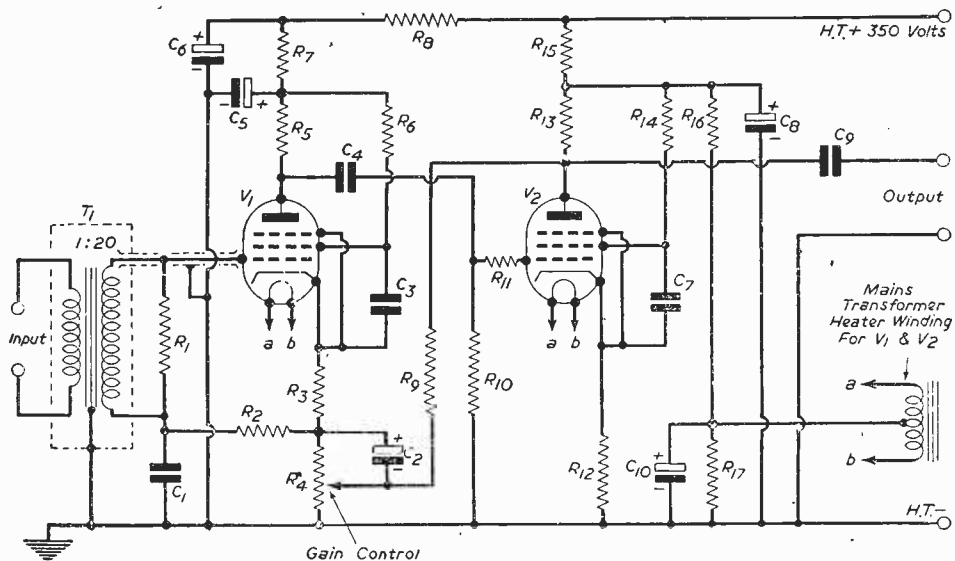 C6
+
-
R7
R8
R15
H.T.+ 350 Volts
-
+
C5
R5
R6
R13
R14
R16
+
-
C8
C9
C4
T1
1:20
V1
V2
Output
C3
R11
C7
Mains
Transformer
Heater Winding
For V1 & V2
Input
R1
a
b
a
b
R9
R10
R3
a
b
R2
+
C2
-
R4
R12
C10
+
-
R17
C1
H.T.-
Gain Control